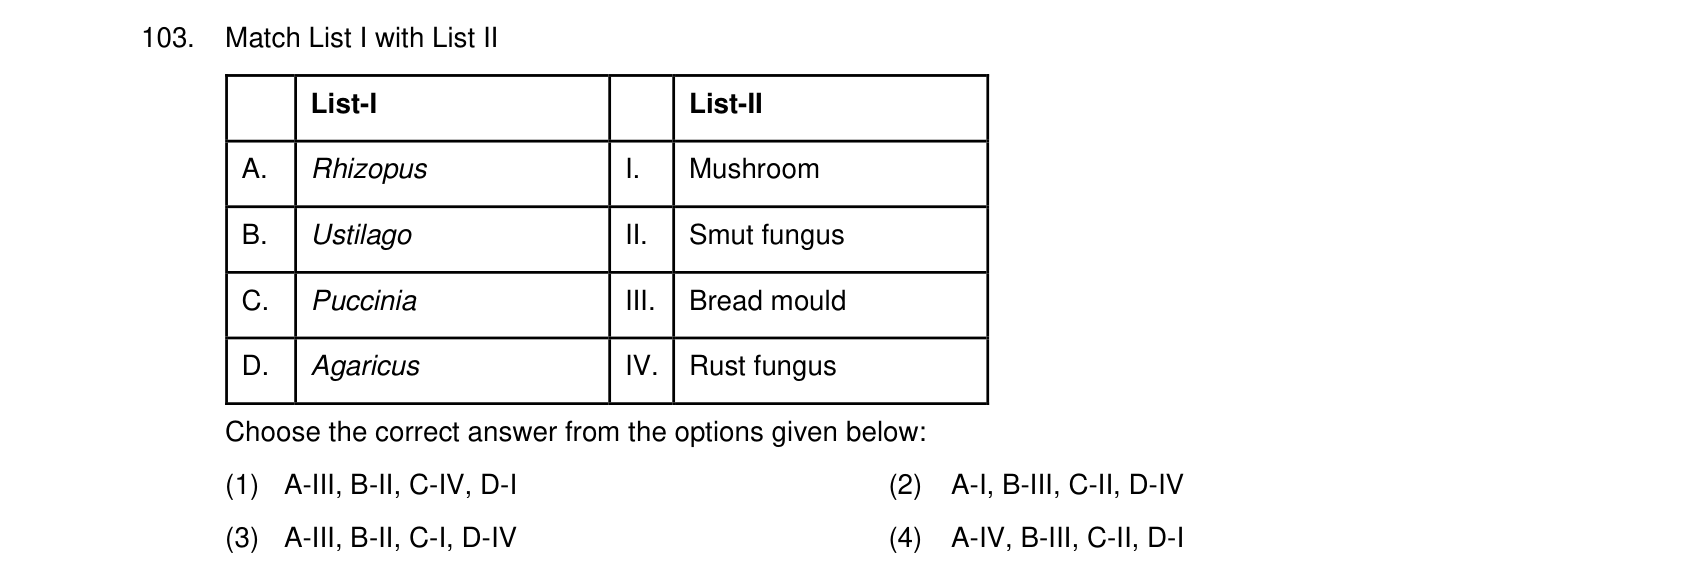 103. Match List I with List II
List-I List-II
A. Rhizopus I. Mushroom
B. Ustilago II. Smut fungus
C. Puccinia III. Bread mould
D. Agaricus IV. Rust fungus
Choose the correct answer from the options given below:
(1) A-III, B-II, C-IV, D-I (2) A-I, B-III, C-II, D-IV
(3) A-III, B-II, C-I, D-IV (4) A-IV, B-III, C-II, D-I